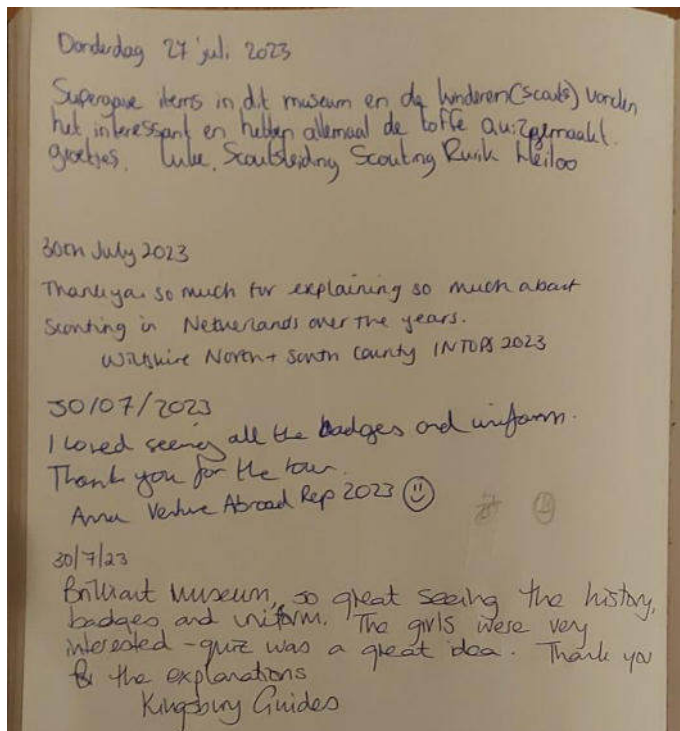 Donderdag 27 juli 2023
Supergave items in dit museum en de kinderen (scouts) vonden
het interessant en hebben allemaal de toffe quiz gemaakt.
groetjes. Luke. Scoutsleiding Scouting Rurik Heiloo
30th July 2023
Thank you so much for explaining so much about
scouting in Netherlands over the years.
Wiltshire North + South County INTOPS 2023
30/07/2023
I loved seeing all the badges and uniform.
Thank you for the tour.
Anna Venture Abroad Rep 2023
30/7/23
Brilliant Museum, so great seeing the history,
badges and uniform. The girls were very
interested - quiz was a great idea. Thank you
for the explanations
Kingsbury Guides